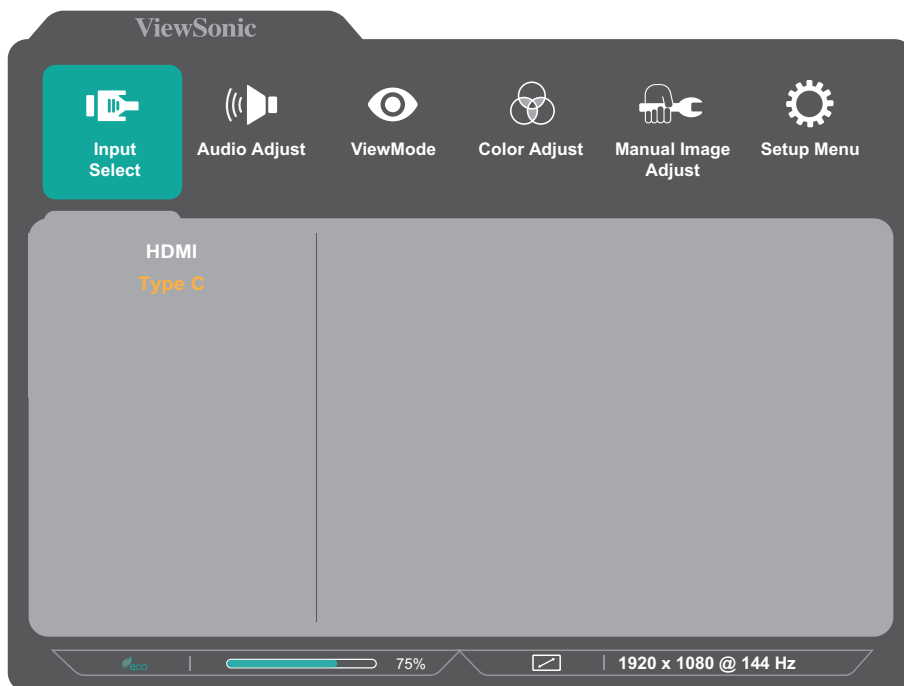 ViewSonic
Input Select
Audio Adjust
ViewMode
Color Adjust
Manual Image Adjust
Setup Menu
HDMI
Type C
eco
75%
1920 x 1080 @ 144 Hz